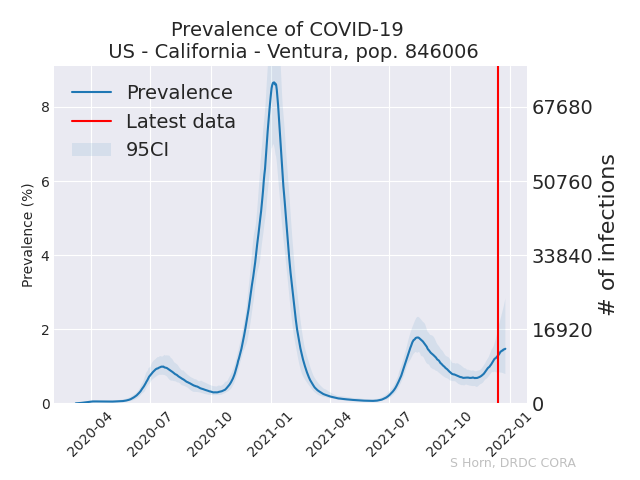 Prevalence of COVID-19
US - California - Ventura, pop. 846006
Prevalence
Latest data
95CI
Prevalence (%)
8
6
4
2
0
67680
50760
33840
16920
0
# of infections
2020-04
2020-07
2020-10
2021-01
2021-04
2021-07
2021-10
2022-01
S Horn, DRDC CORA